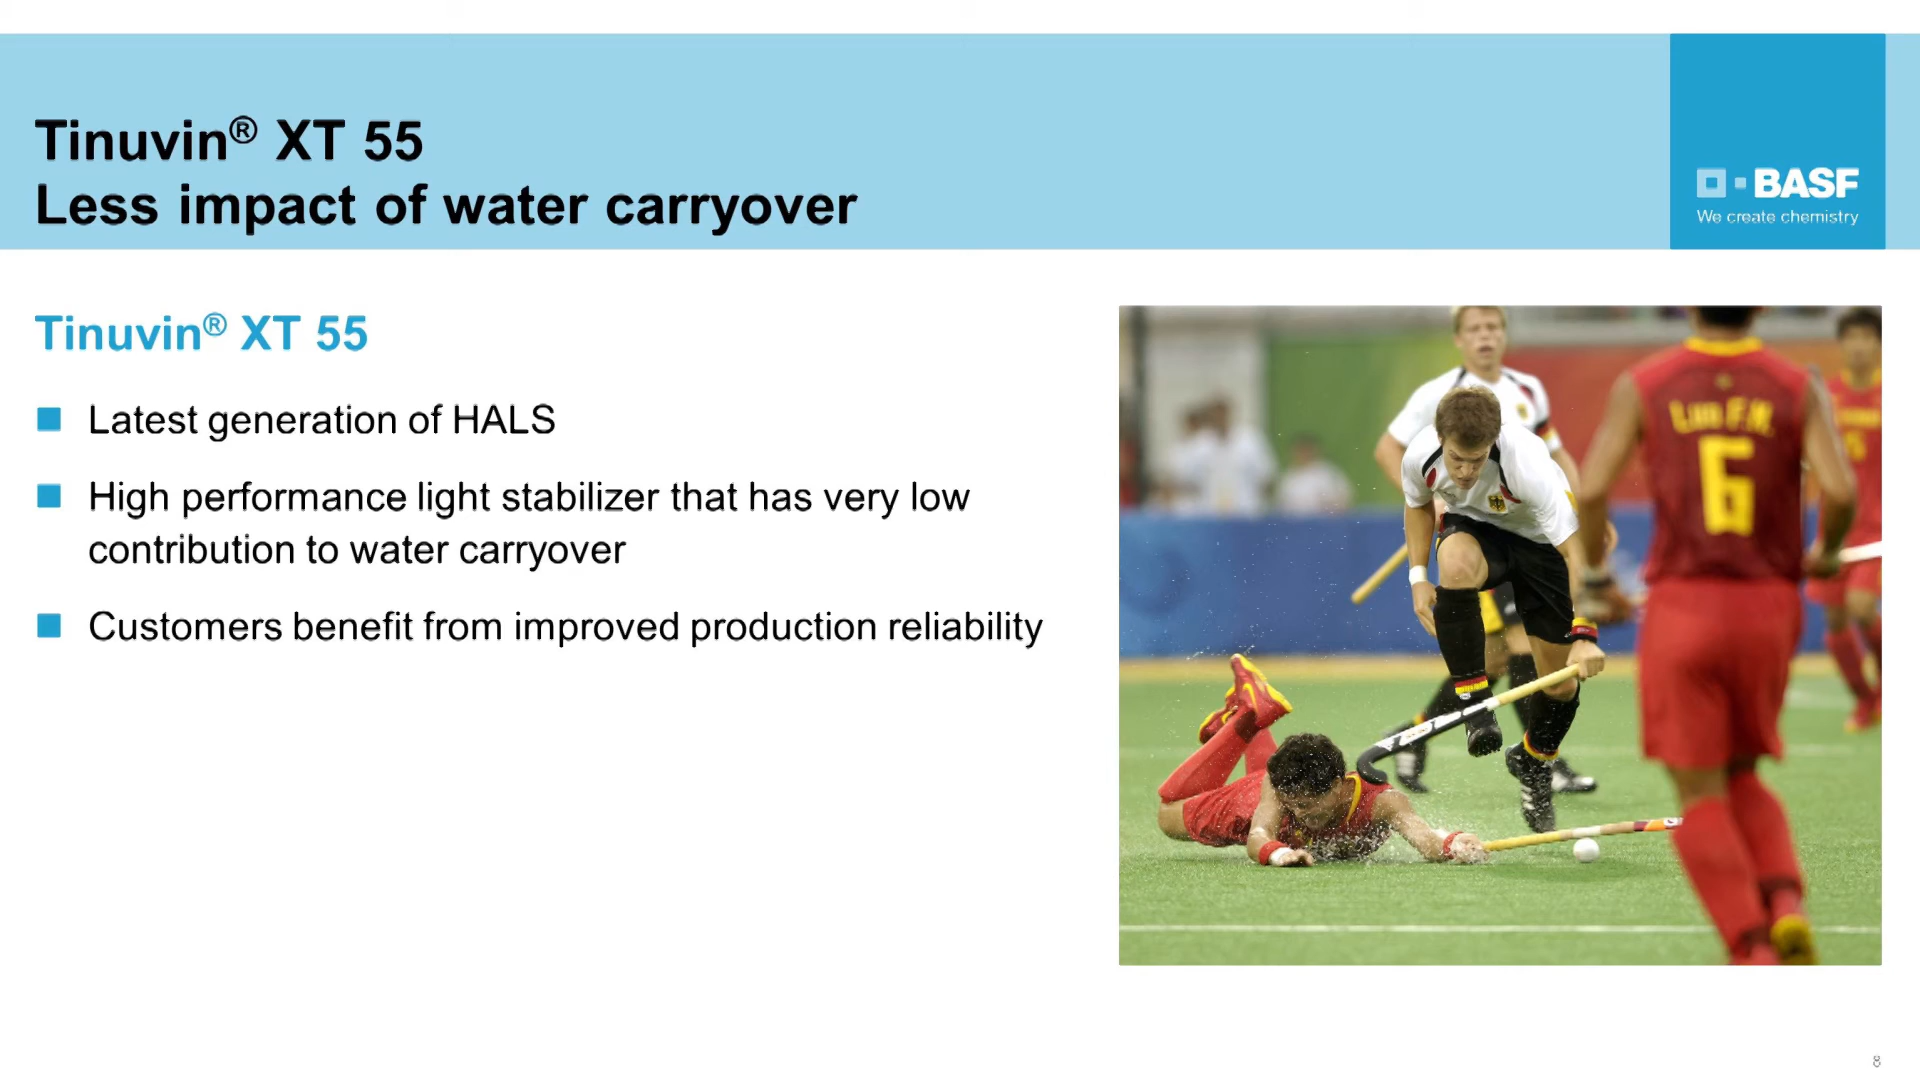 Tinuvin® XT 55
Less impact of water carryover
BASF
We create chemistry
Tinuvin® XT 55
Latest generation of HALS
High performance light stabilizer that has very low
contribution to water carryover
Customers benefit from improved production reliability
6
8